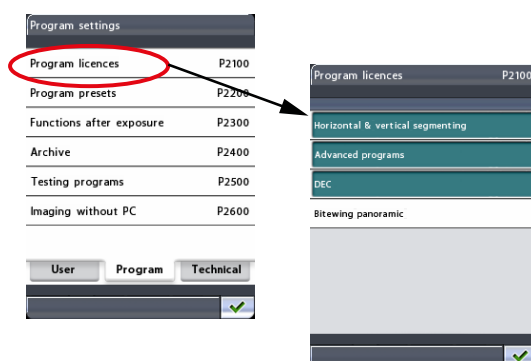 Program settings
Program licences P2100
Program presets P2200
Functions after exposure P2300
Archive P2400
Testing programs P2500
Imaging without PC P2600
User Program Technical
Program licences P2100
Horizontal & vertical segmenting
Advanced programs
DEC
Bitewing panoramic